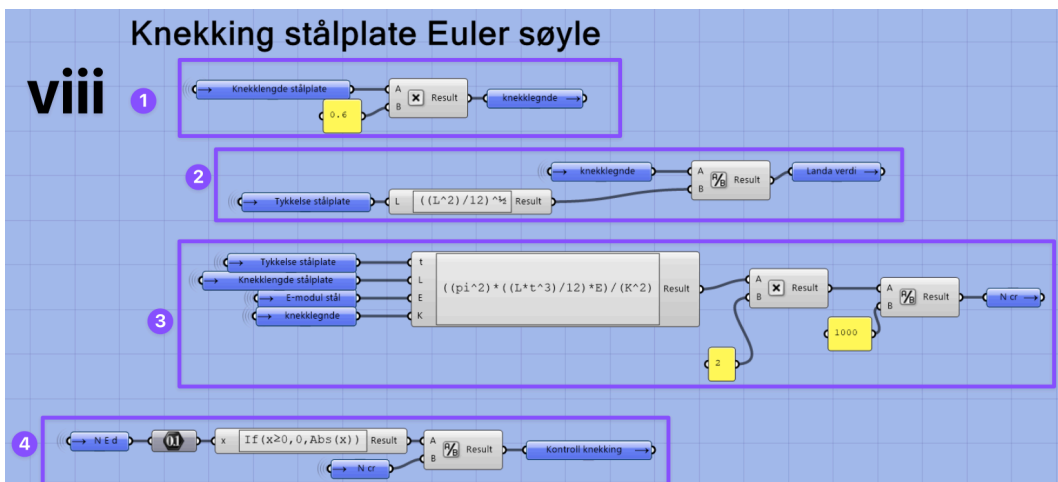 Knekking stålplate Euler søyle
viii
1
Knekklengde stålplate
0.6
A
B
Result
knekklegnde
2
knekklegnde
Tykkelse stålplate
L
((L^2)/12)^½
Result
A
B
A/B
Result
Landa verdi
3
Tykkelse stålplate
Knekklengde stålplate
E-modul stål
knekklegnde
t
L
E
K
((pi^2)*((L*t^3)/12)*E)/(K^2)
Result
2
A
B
Result
1000
A
B
A/B
Result
N cr
4
N E d
0.1
x
If(x≥0,0,Abs(x))
Result
N cr
A
B
A/B
Result
Kontroll knekking